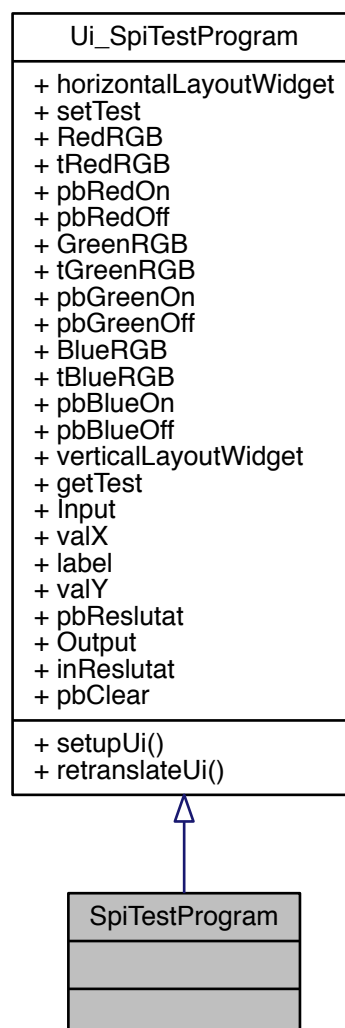 Ui_SpiTestProgram
+ horizontalLayoutWidget
+ setTest
+ RedRGB
+ tRedRGB
+ pbRedOn
+ pbRedOff
+ GreenRGB
+ tGreenRGB
+ pbGreenOn
+ pbGreenOff
+ BlueRGB
+ tBlueRGB
+ pbBlueOn
+ pbBlueOff
+ verticalLayoutWidget
+ getTest
+ Input
+ valX
+ label
+ valY
+ pbReslutat
+ Output
+ inReslutat
+ pbClear
+ setupUi()
+ retranslateUi()
SpiTestProgram